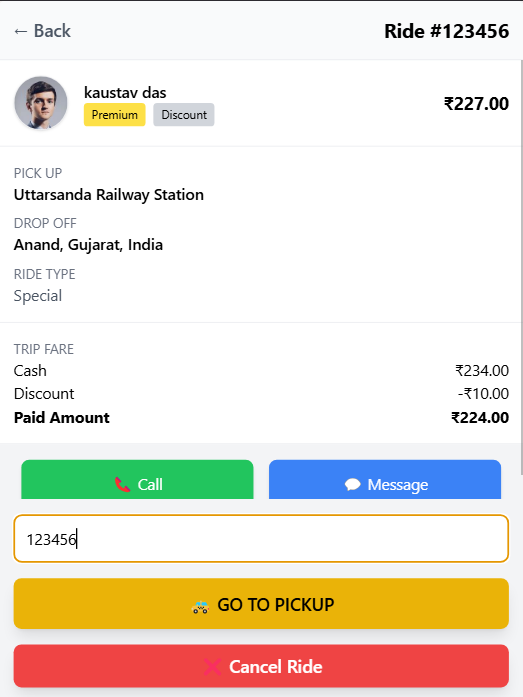 ← Back
Ride #123456
kaustav das
₹227.00
Premium Discount
PICK UP
Uttarsanda Railway Station
DROP OFF
Anand, Gujarat, India
RIDE TYPE
Special
TRIP FARE
Cash ₹234.00
Discount -₹10.00
Paid Amount ₹224.00
📞 Call
💬 Message
123456
🚕 GO TO PICKUP
❌ Cancel Ride